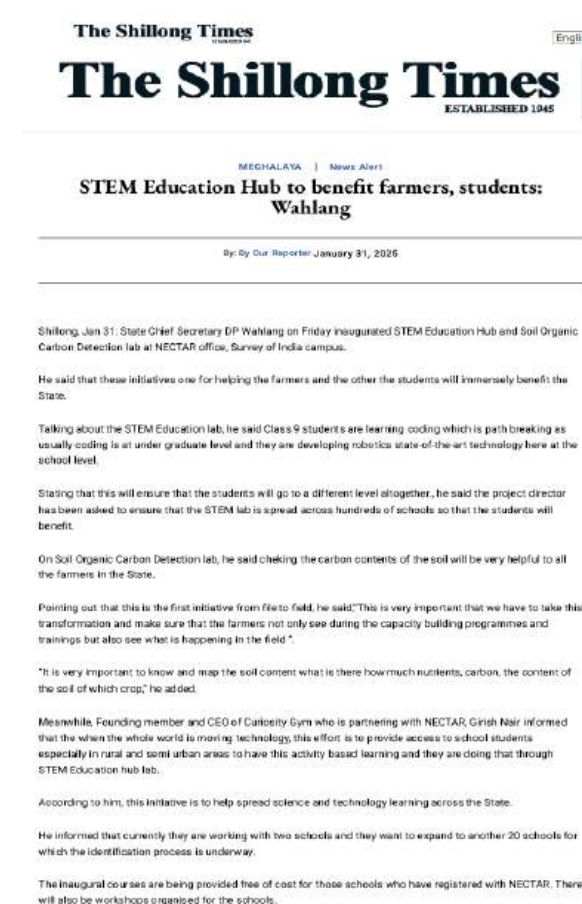 The Shillong Times
ESTABLISHED 1945
Englis
The Shillong Times
ESTABLISHED 1945
MEGHALAYA | News Alert
STEM Education Hub to benefit farmers, students:
Wahlang
By: By Our Reporter January 31, 2025
Shillong, Jan 31: State Chief Secretary DP Wahlang on Friday inaugurated STEM Education Hub and Soil Organic
Carbon Detection lab at NECTAR office, Survey of India campus.
He said that these initiatives one for helping the farmers and the other the students will immensely benefit the
State.
Talking about the STEM Education lab, he said Class 9 students are learning coding which is path breaking as
usually coding is at under graduate level and they are developing robotics state-of-the-art technology here at the
school level.
Stating that this will ensure that the students will go to a different level altogether., he said the project director
has been asked to ensure that the STEM lab is spread across hundreds of schools so that the students will
benefit.
On Soil Organic Carbon Detection lab, he said cheking the carbon contents of the soil will be very helpful to all
the farmers in the State.
Pointing out that this is the first initiative from file to field, he said,"This is very important that we have to take this
transformation and make sure that the farmers not only see during the capacity building programmes and
trainings but also see what is happening in the field ".
"It is very important to know and map the soil content what is there how much nutrients, carbon, the content of
the soil of which crop," he added.
Meanwhile, Founding member and CEO of Curiosity Gym who is partnering with NECTAR, Girish Nair informed
that the when the whole world is moving technology, this effort is to provide access to school students
especially in rural and semi urban areas to have this activity based learning and they are doing that through
STEM Education hub lab.
According to him, this initiative is to help spread science and technology learning across the State.
He informed that currently they are working with two schools and they want to expand to another 20 schools for
which the identification process is underway.
The inaugural courses are being provided free of cost for those schools who have registered with NECTAR. There
will also be workshops organised for the schools.